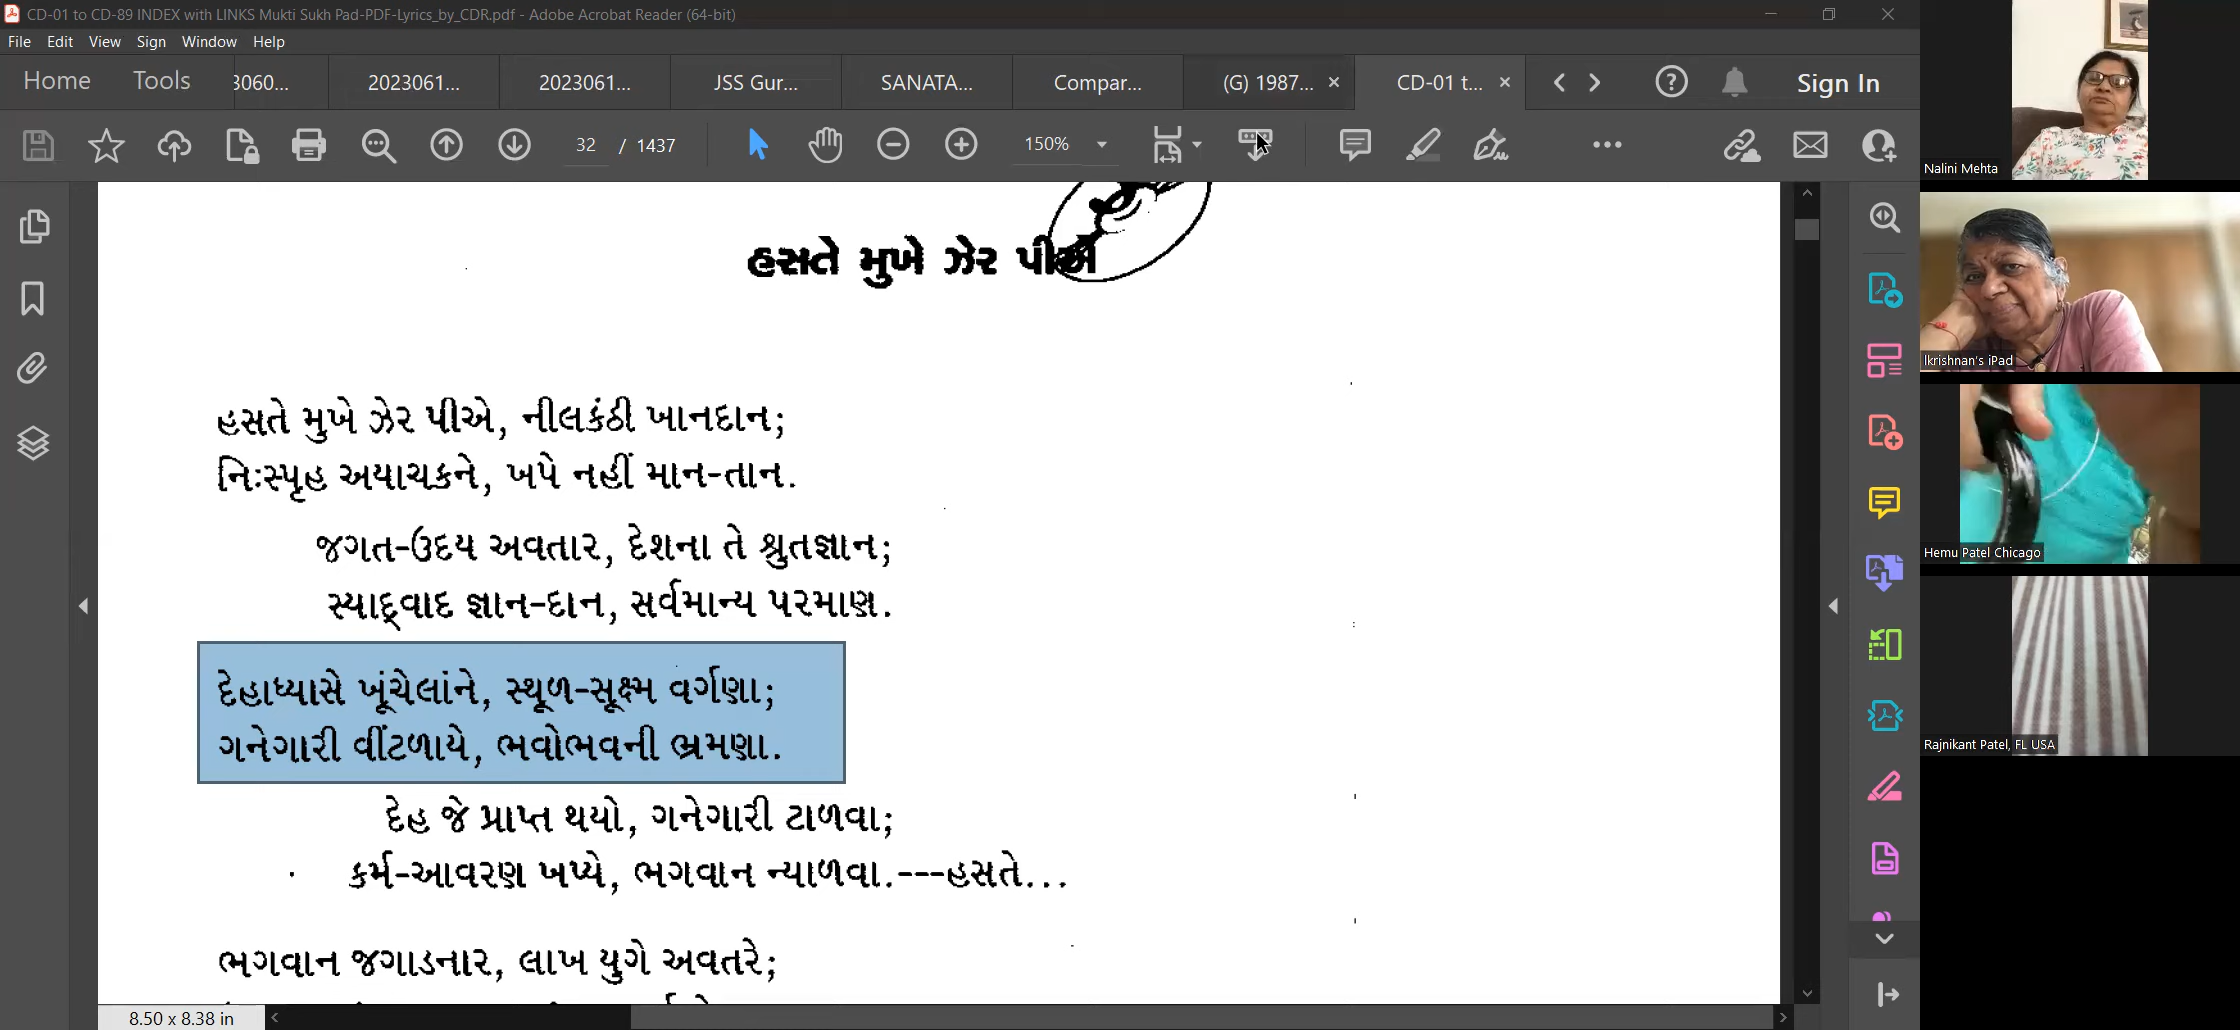 CD-01 to CD-89 INDEX with LINKS Mukti Sukh Pad-PDF-Lyrics_by_CDR.pdf - Adobe Acrobat Reader (64-bit)
File Edit View Sign Window Help
Home Tools 3060... 2023061... 2023061... JSS Gur... SANATA... Compar... (G) 1987... CD-01 t... Sign In
32 / 1437 150%
હસતે મુખે ઝેર પીએ
હસતે મુખે ઝેર પીએ, નીલકંઠી ખાનદાન;
નિઃસ્પૃહ અયાચકને, ખપે નહીં માન-તાન.
જગત-ઉદય અવતાર, દેશના તે શ્રુતજ્ઞાન;
સ્યાદ્વાદ જ્ઞાન-દાન, સર્વમાન્ય પરમાણ.
દેહાધ્યાસે ખૂંચેલાંને, સ્થૂળ-સૂક્ષ્મ વર્ગણા;
ગનેગારી વીંટળાયે, ભવોભવની ભ્રમણા.
દેહ જે પ્રાપ્ત થયો, ગનેગારી ટાળવા;
કર્મ-આવરણ ખપ્યે, ભગવાન ન્યાળવા.---હસતે...
ભગવાન જગાડનાર, લાખ યુગે અવતરે;
8.50 x 8.38 in
Nalini Mehta
lkrishnan's iPad
Hemu Patel Chicago
Rajnikant Patel, FL USA